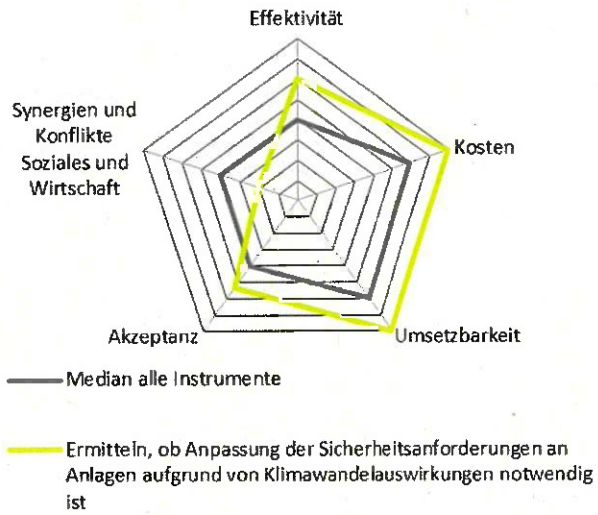 Effektivität
Synergien und
Konflikte
Soziales und
Wirtschaft
Kosten
Akzeptanz
Umsetzbarkeit
Median alle Instrumente
Ermitteln, ob Anpassung der Sicherheitsanforderungen an
Anlagen aufgrund von Klimawandelauswirkungen notwendig
ist